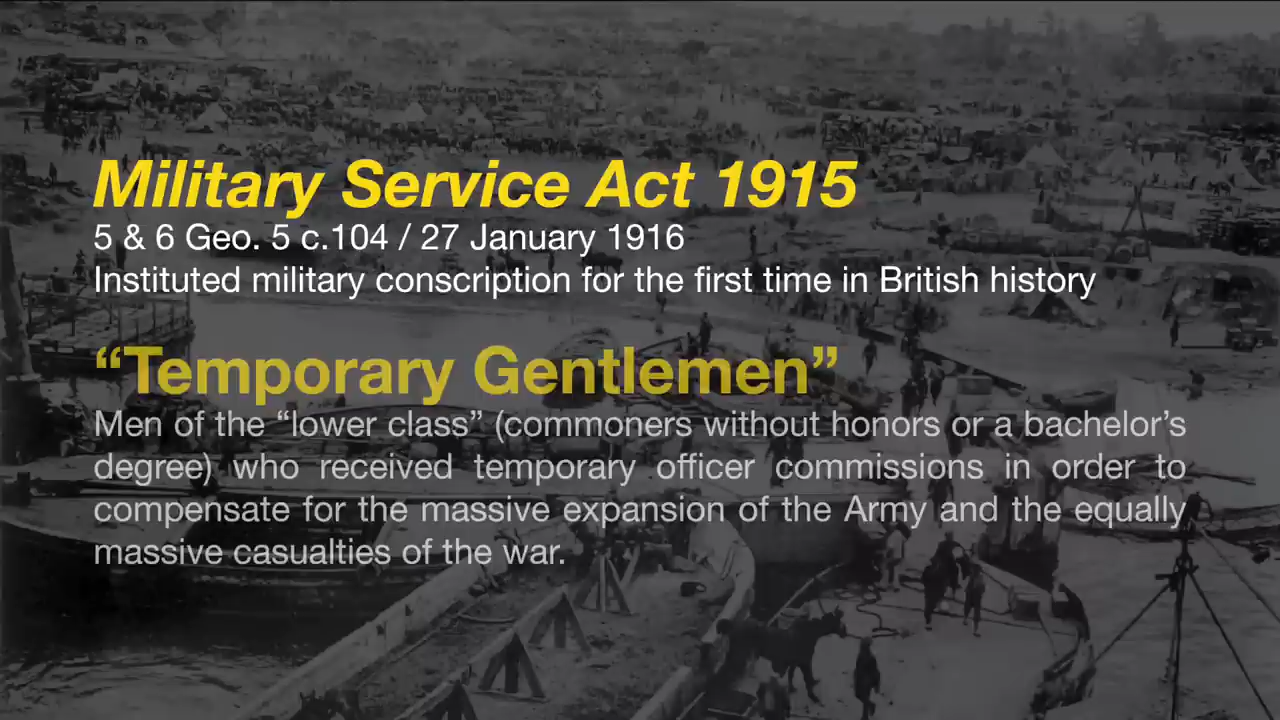 Military Service Act 1915
5 & 6 Geo. 5 c.104 / 27 January 1916
Instituted military conscription for the first time in British history
“Temporary Gentlemen”
Men of the “lower class” (commoners without honors or a bachelor’s
degree) who received temporary officer commissions in order to
compensate for the massive expansion of the Army and the equally
massive casualties of the war.